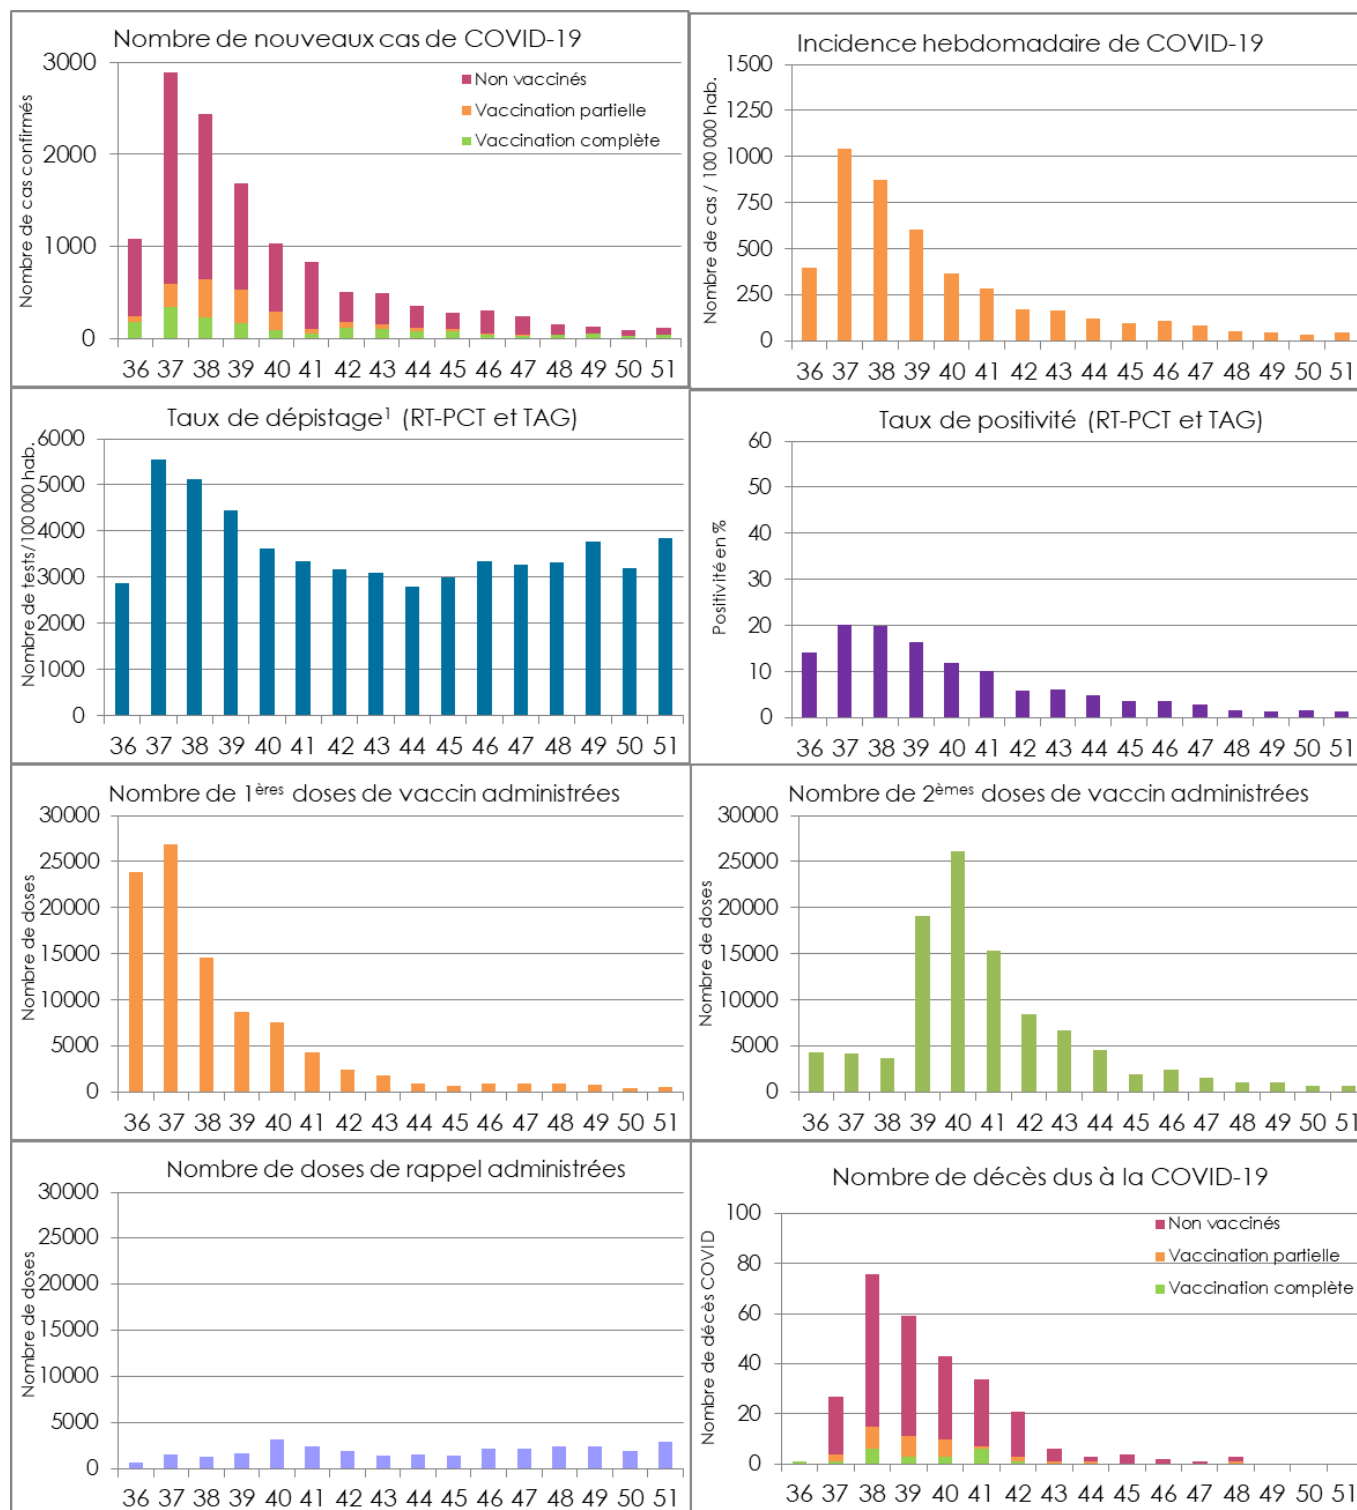 Nombre de nouveaux cas de COVID-19
Nombre de cas confirmés
3000
2000
1000
0
Non vaccinés
Vaccination partielle
Vaccination complète
36 37 38 39 40 41 42 43 44 45 46 47 48 49 50 51
Incidence hebdomadaire de COVID-19
Nombre de cas / 100 000 hab.
1500
1250
1000
750
500
250
0
36 37 38 39 40 41 42 43 44 45 46 47 48 49 50 51
Taux de dépistage¹ (RT-PCT et TAG)
Nombre de tests/100 000 hab.
6000
5000
4000
3000
2000
1000
0
36 37 38 39 40 41 42 43 44 45 46 47 48 49 50 51
Taux de positivité (RT-PCT et TAG)
Positivité en %
60
50
40
30
20
10
0
36 37 38 39 40 41 42 43 44 45 46 47 48 49 50 51
Nombre de 1ères doses de vaccin administrées
Nombre de doses
30000
25000
20000
15000
10000
5000
0
36 37 38 39 40 41 42 43 44 45 46 47 48 49 50 51
Nombre de 2èmes doses de vaccin administrées
Nombre de doses
30000
25000
20000
15000
10000
5000
0
36 37 38 39 40 41 42 43 44 45 46 47 48 49 50 51
Nombre de doses de rappel administrées
Nombre de doses
30000
25000
20000
15000
10000
5000
0
36 37 38 39 40 41 42 43 44 45 46 47 48 49 50 51
Nombre de décès dus à la COVID-19
Nombre de décès COVID
100
80
60
40
20
0
Non vaccinés
Vaccination partielle
Vaccination complète
36 37 38 39 40 41 42 43 44 45 46 47 48 49 50 51